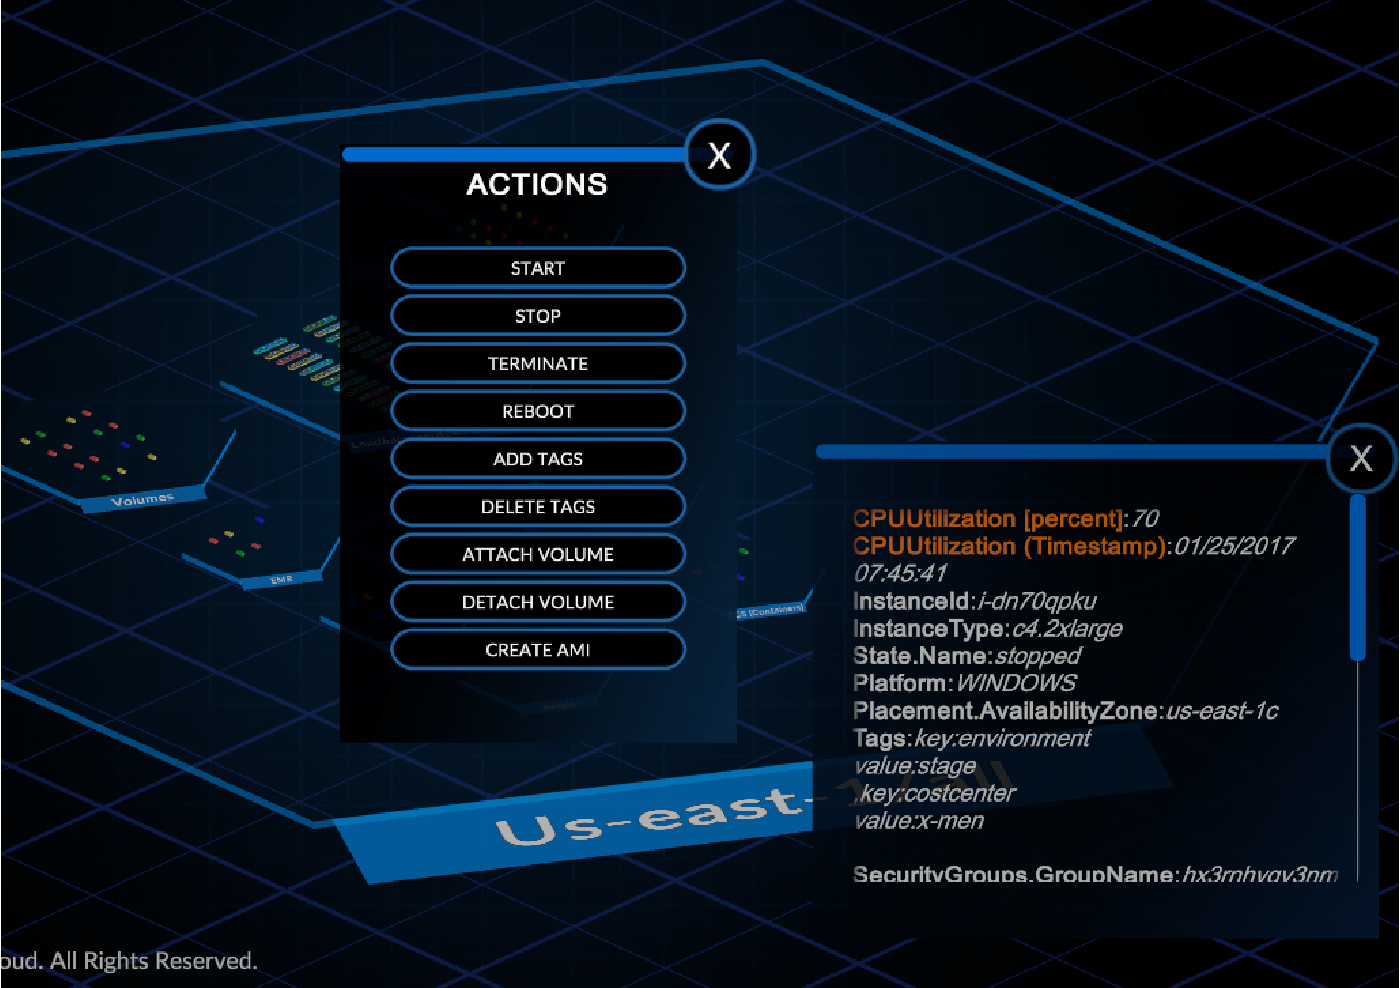 X
ACTIONS
START
STOP
TERMINATE
REBOOT
ADD TAGS
DELETE TAGS
ATTACH VOLUME
DETACH VOLUME
CREATE AMI
Volumes
EMR
[Containers]
Us-east-1/all
X
CPUUtilization [percent]:70
CPUUtilization (Timestamp):01/25/2017
07:45:41
InstanceId:i-dn70qpku
InstanceType:c4.2xlarge
State.Name:stopped
Platform:WINDOWS
Placement.AvailabilityZone:us-east-1c
Tags:key:environment
value:stage
,key:costcenter
value:x-men
SecurityGroups.GroupName:hx3rnhvqv3nm
oud. All Rights Reserved.